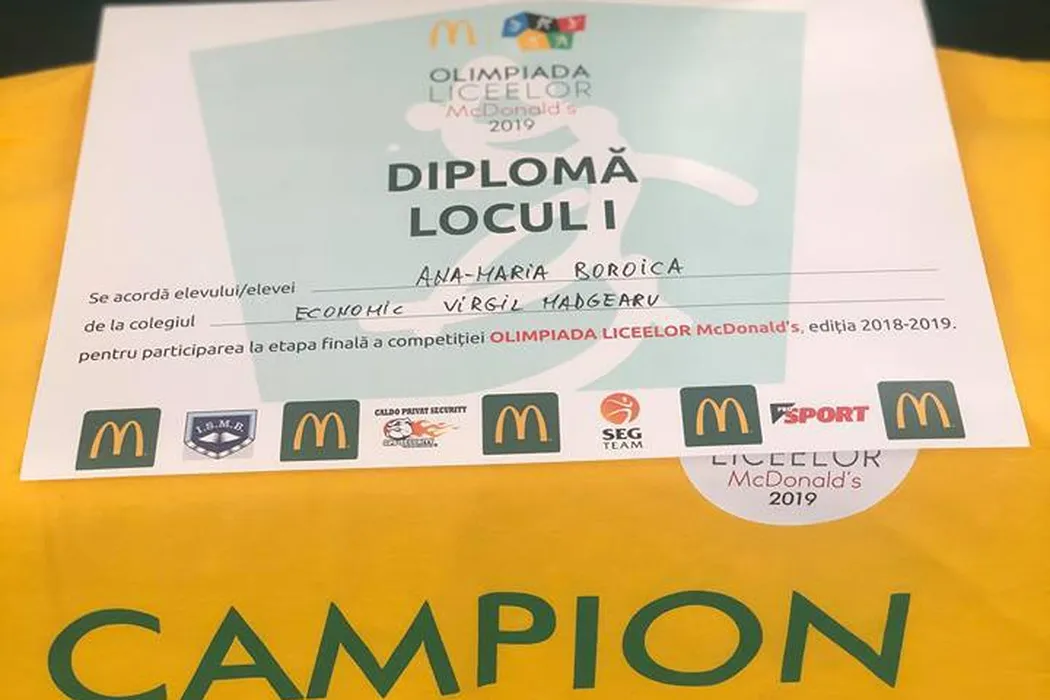 OLIMPIADA
LICEELOR
McDonald's
2019
DIPLOMĂ
LOCUL I
Se acordă elevului/elevei ANA-MARIA BOROICA
de la colegiul ECONOMIC VIRGIL MADGEARU
pentru participarea la etapa finală a competiției OLIMPIADA LICEELOR McDonald's, ediția 2018-2019.
I.S.M.B.
CALDO PRIVAT SECURITY
SEG
TEAM
SPORT
LICEELOR
McDonald's
2019
CAMPION